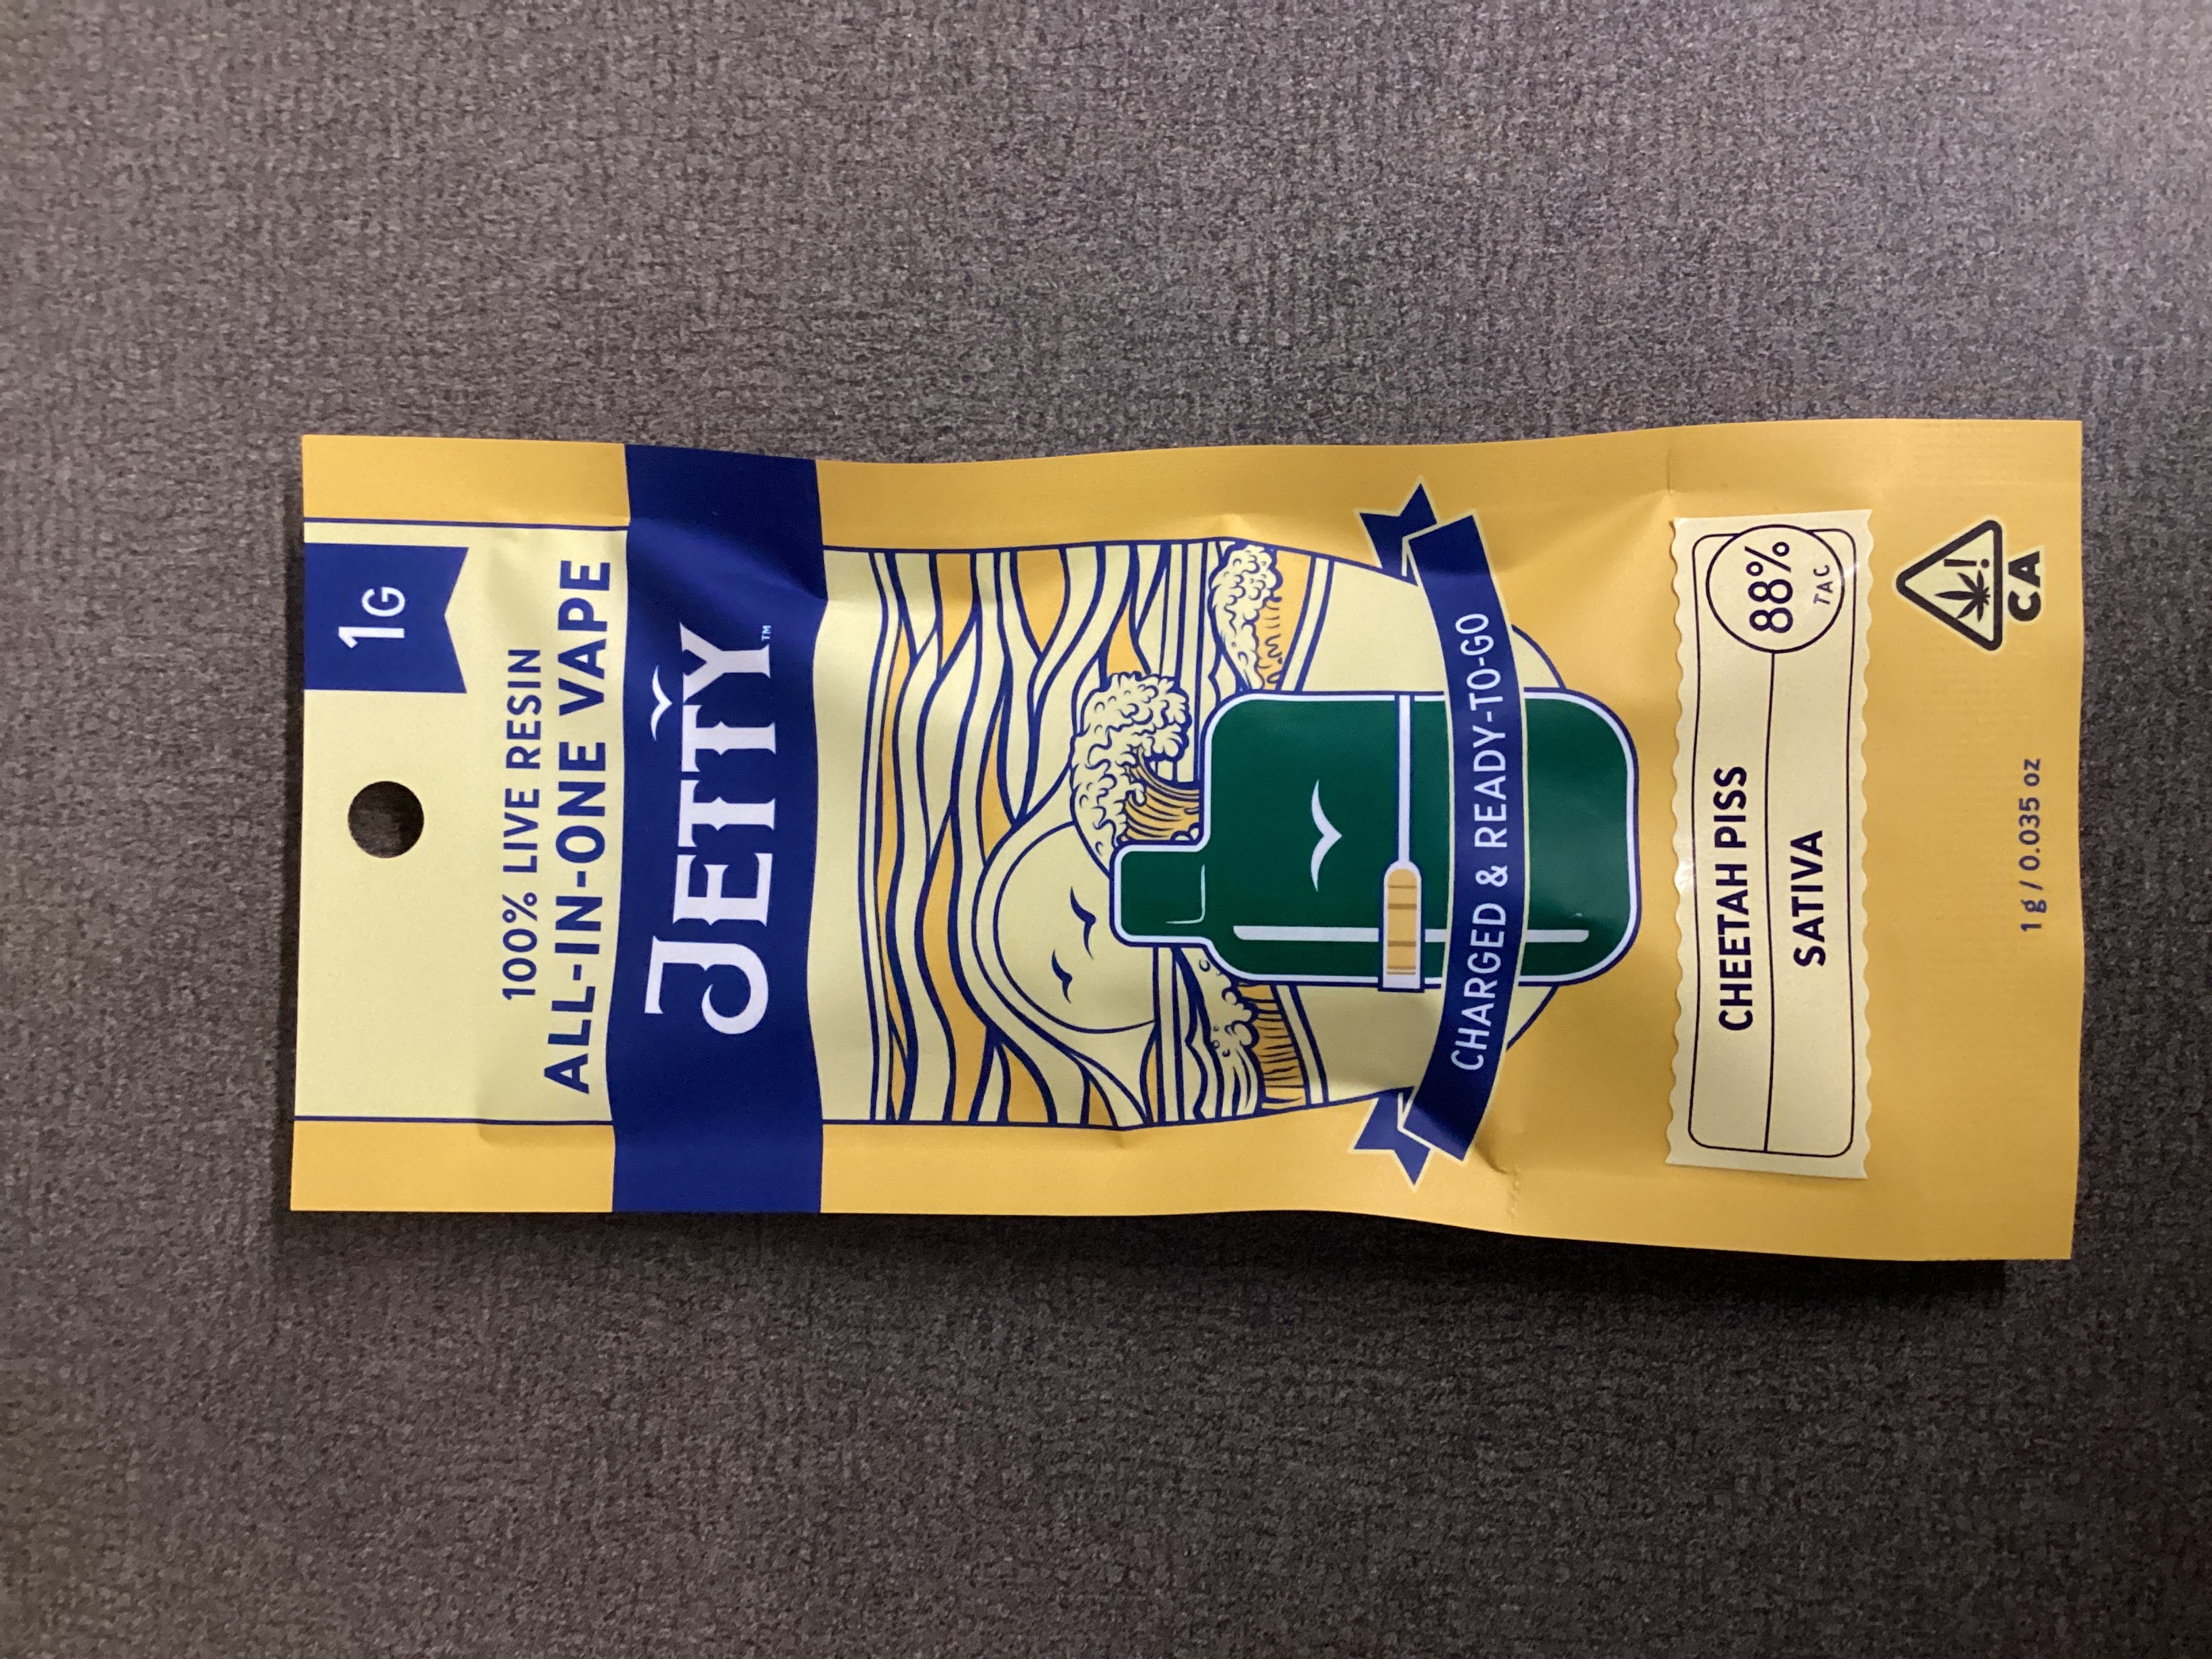 1G
100% LIVE RESIN
ALL-IN-ONE VAPE
JETTY™
CHARGED & READY-TO-GO
CHEETAH PISS
SATIVA
88%
TAC
CA
1 g / 0.035 oz